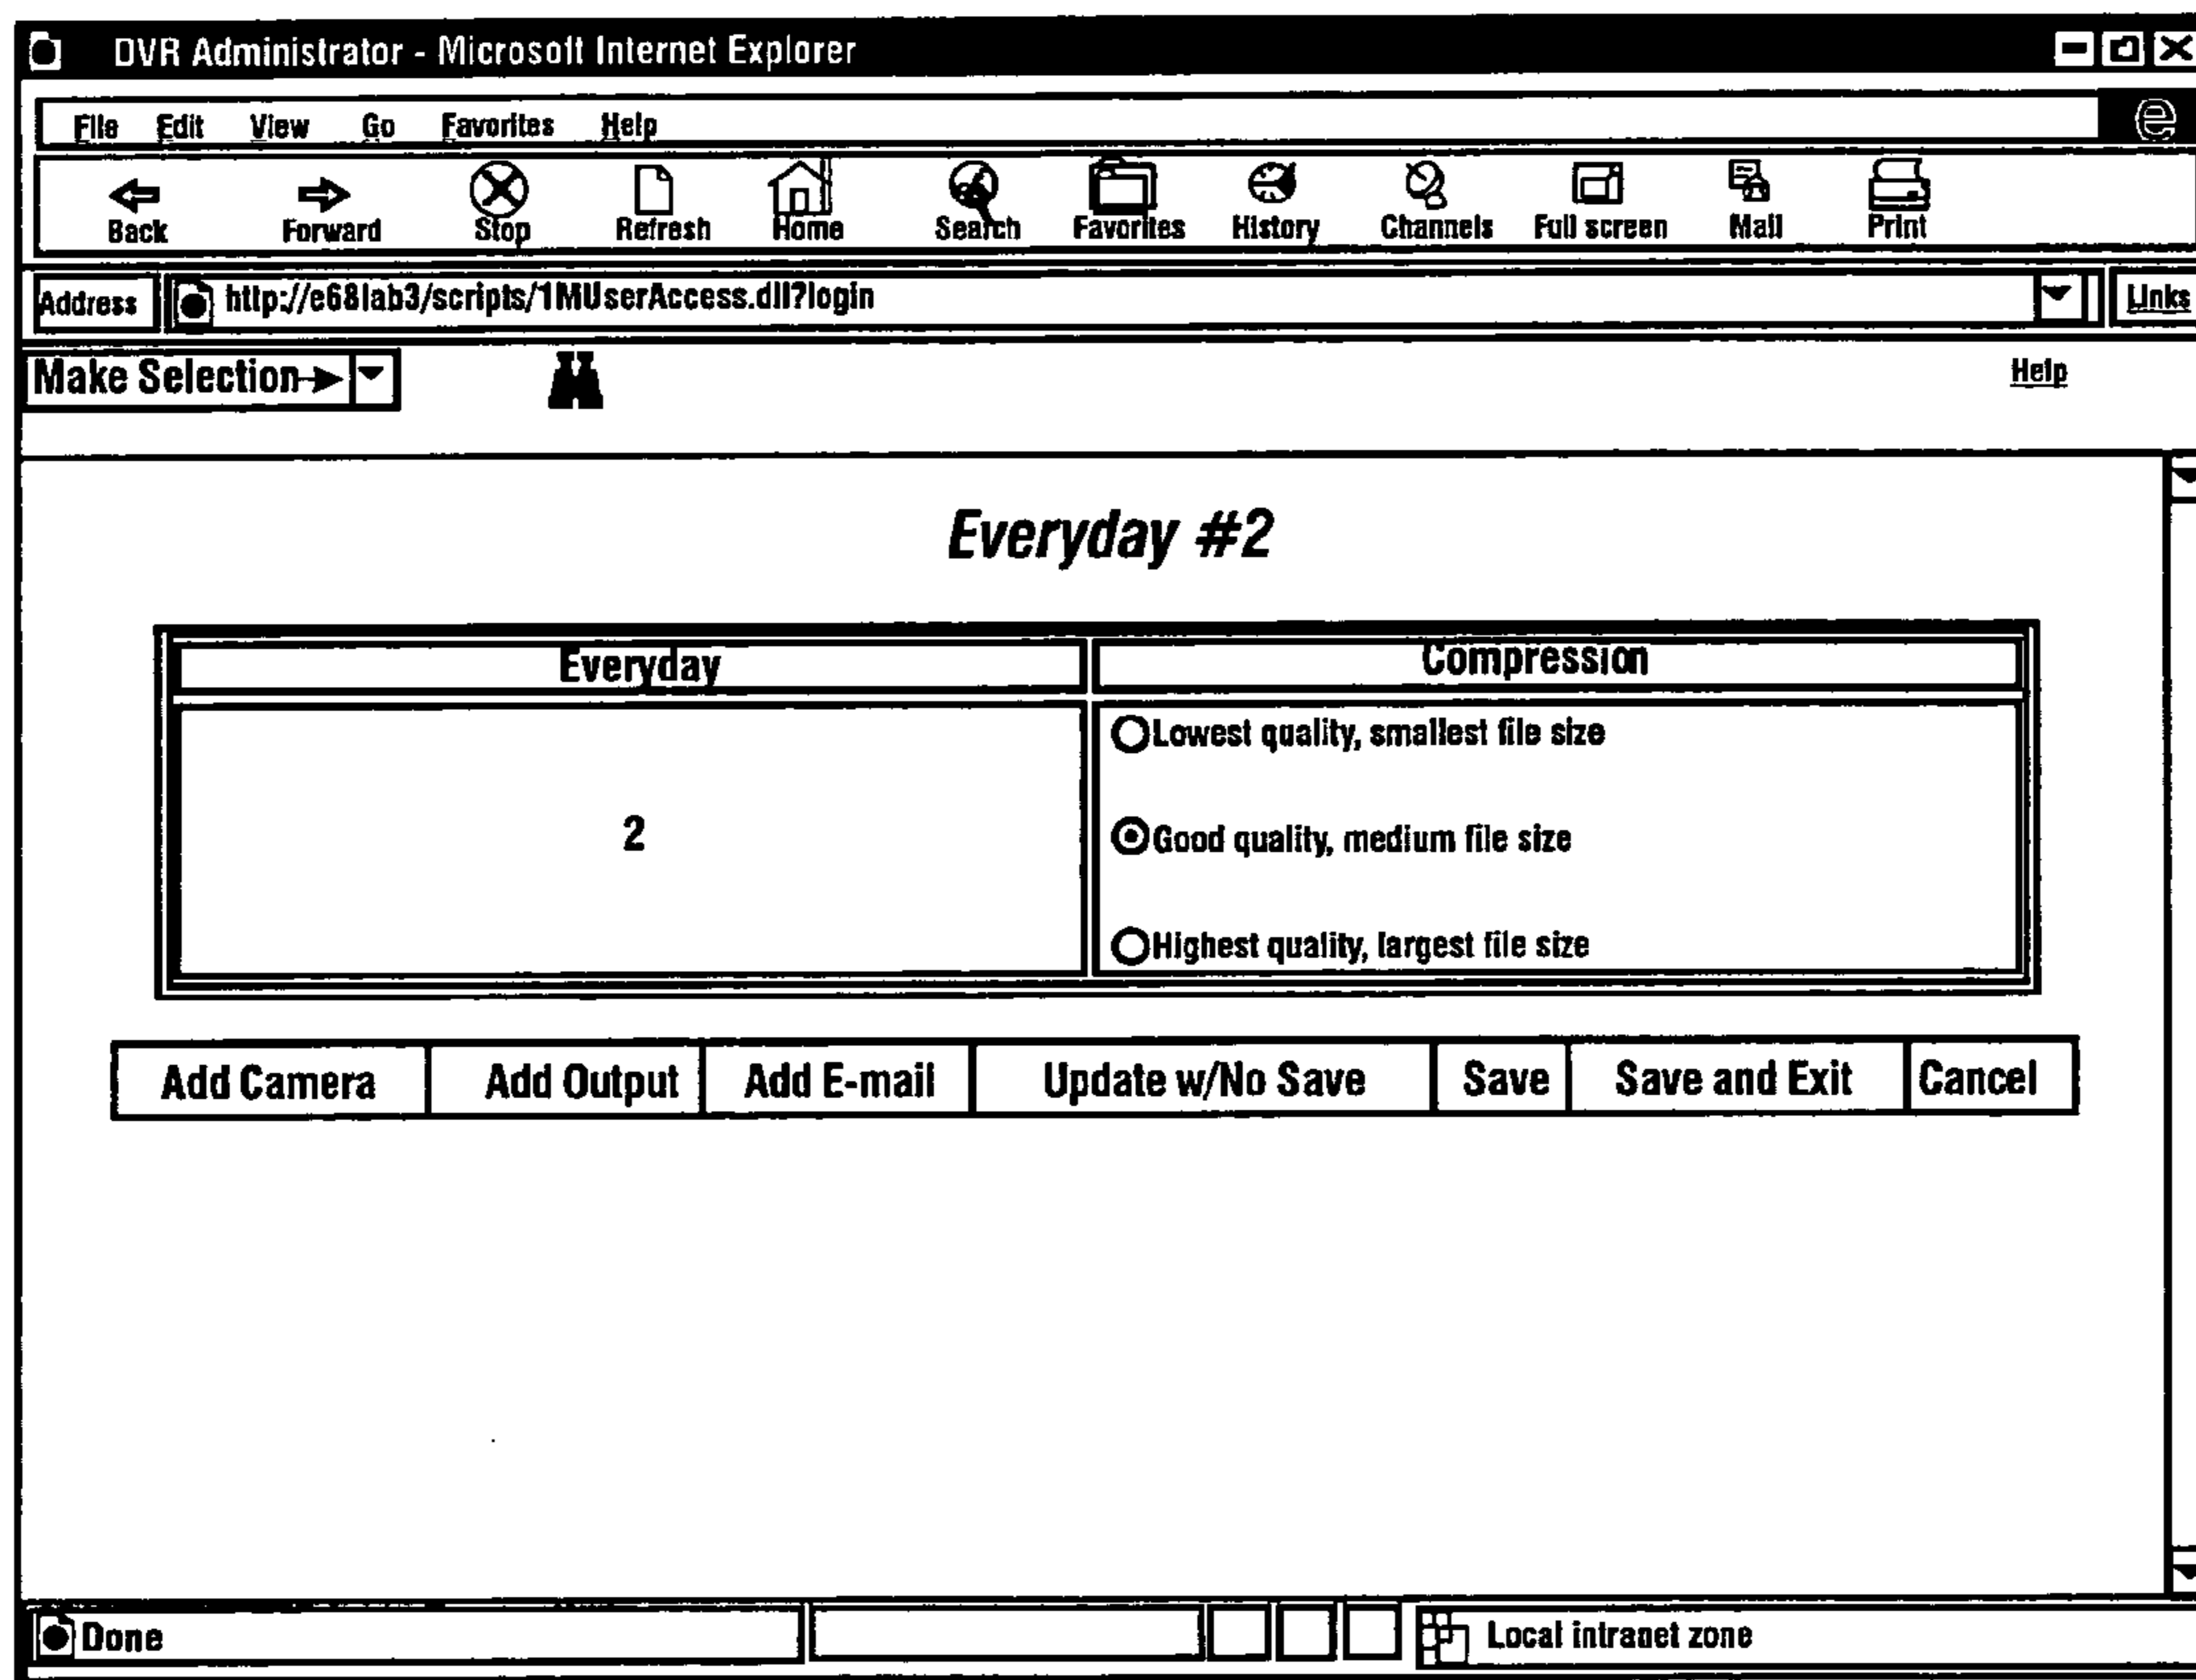 DVR Administrator - Microsoft Internet Explorer
File Edit View Go Favorites Help
Back Forward Stop Refresh Home Search Favorites History Channels Full screen Mail Print
Address http://e68lab3/scripts/1MUserAccess.dll?login Links
Make Selection Help
Everyday #2
Everyday Compression
Lowest quality, smallest file size
2 Good quality, medium file size
Highest quality, largest file size
Add Camera Add Output Add E-mail Update w/No Save Save Save and Exit Cancel
Done Local intranet zone